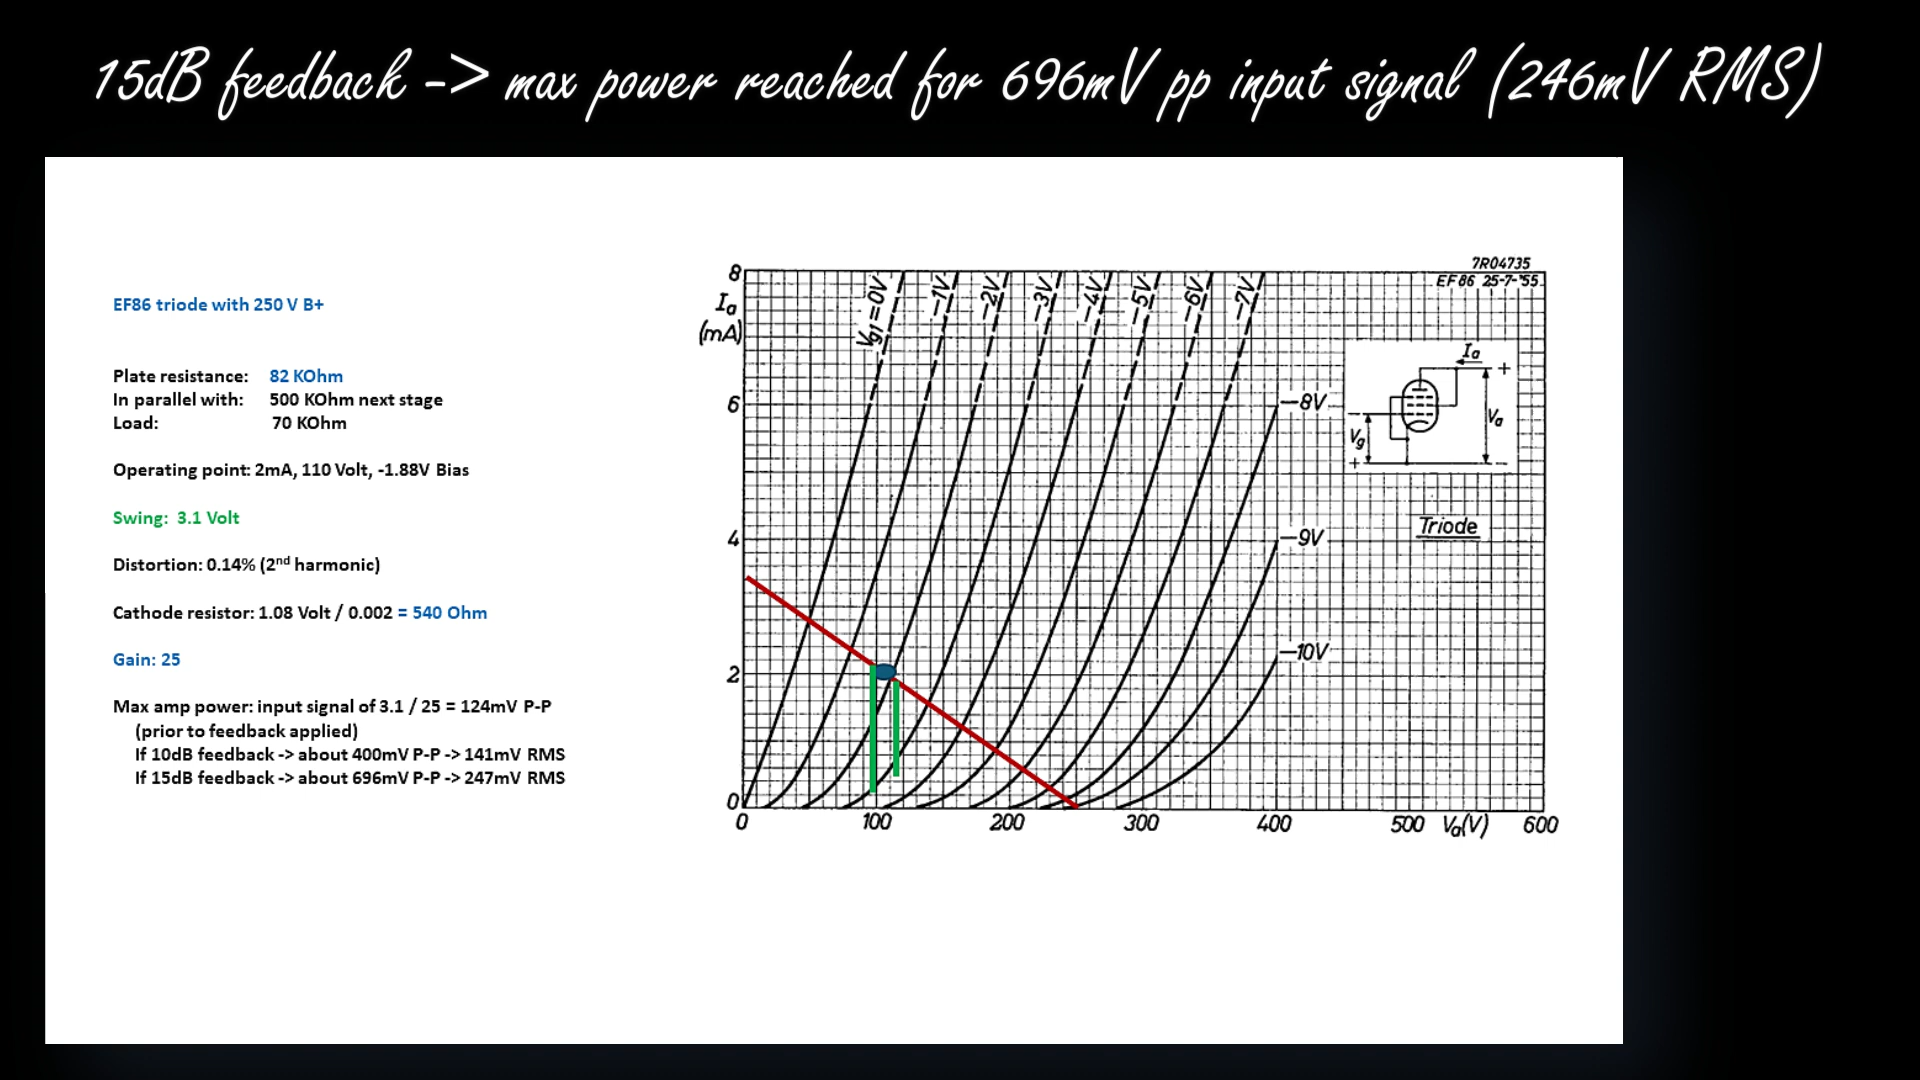 15dB feedback -> max power reached for 696mV pp input signal (246mV RMS)
EF86 triode with 250 V B+
Plate resistance: 82 KOhm
In parallel with: 500 KOhm next stage
Load: 70 KOhm
Operating point: 2mA, 110 Volt, -1.88V Bias
Swing: 3.1 Volt
Distortion: 0.14% (2nd harmonic)
Cathode resistor: 1.08 Volt / 0.002 = 540 Ohm
Gain: 25
Max amp power: input signal of 3.1 / 25 = 124mV P-P
(prior to feedback applied)
If 10dB feedback -> about 400mV P-P -> 141mV RMS
If 15dB feedback -> about 696mV P-P -> 247mV RMS
7R04735
EF86 25-7-'55
8
Ia
(mA)
6
4
2
0
Vg1=0V
-1V
-2V
-3V
-4V
-5V
-6V
-7V
-8V
-9V
-10V
Ia
+
Va
Vg
+
-
Triode
0
100
200
300
400
500
Va(V)
600